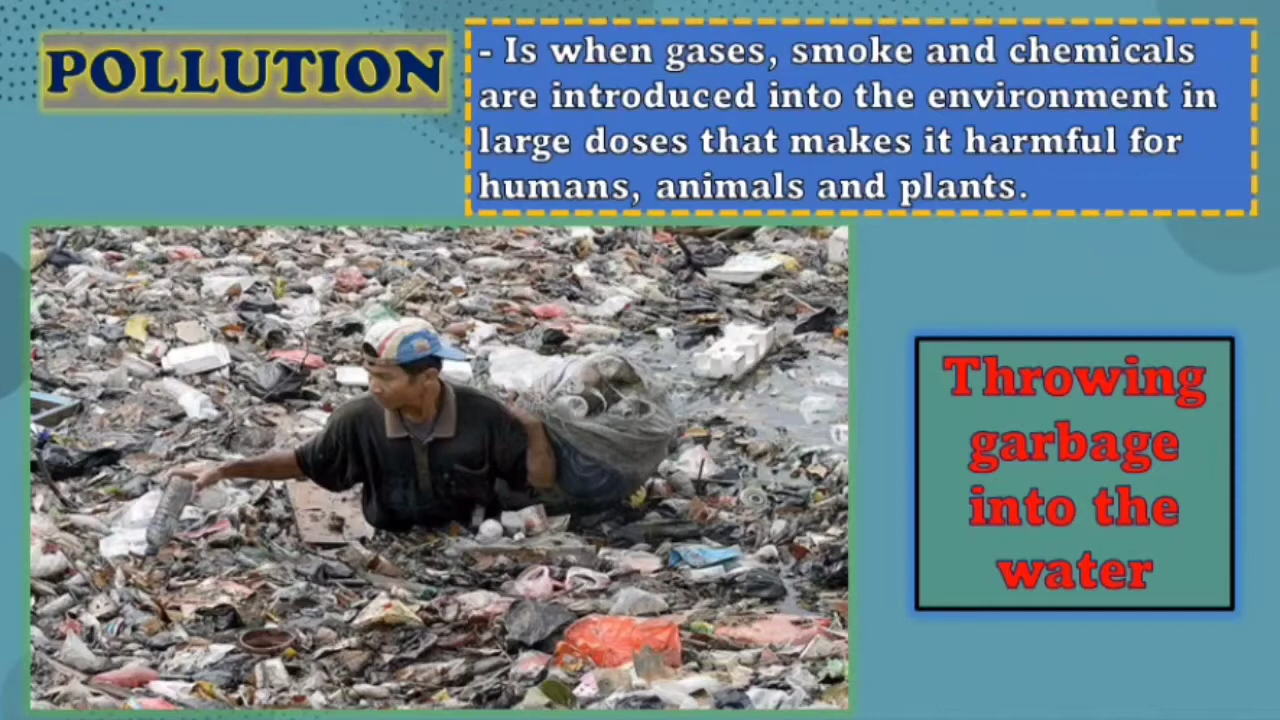 POLLUTION
- Is when gases, smoke and chemicals
are introduced into the environment in
large doses that makes it harmful for
humans, animals and plants.
Throwing
garbage
into the
water